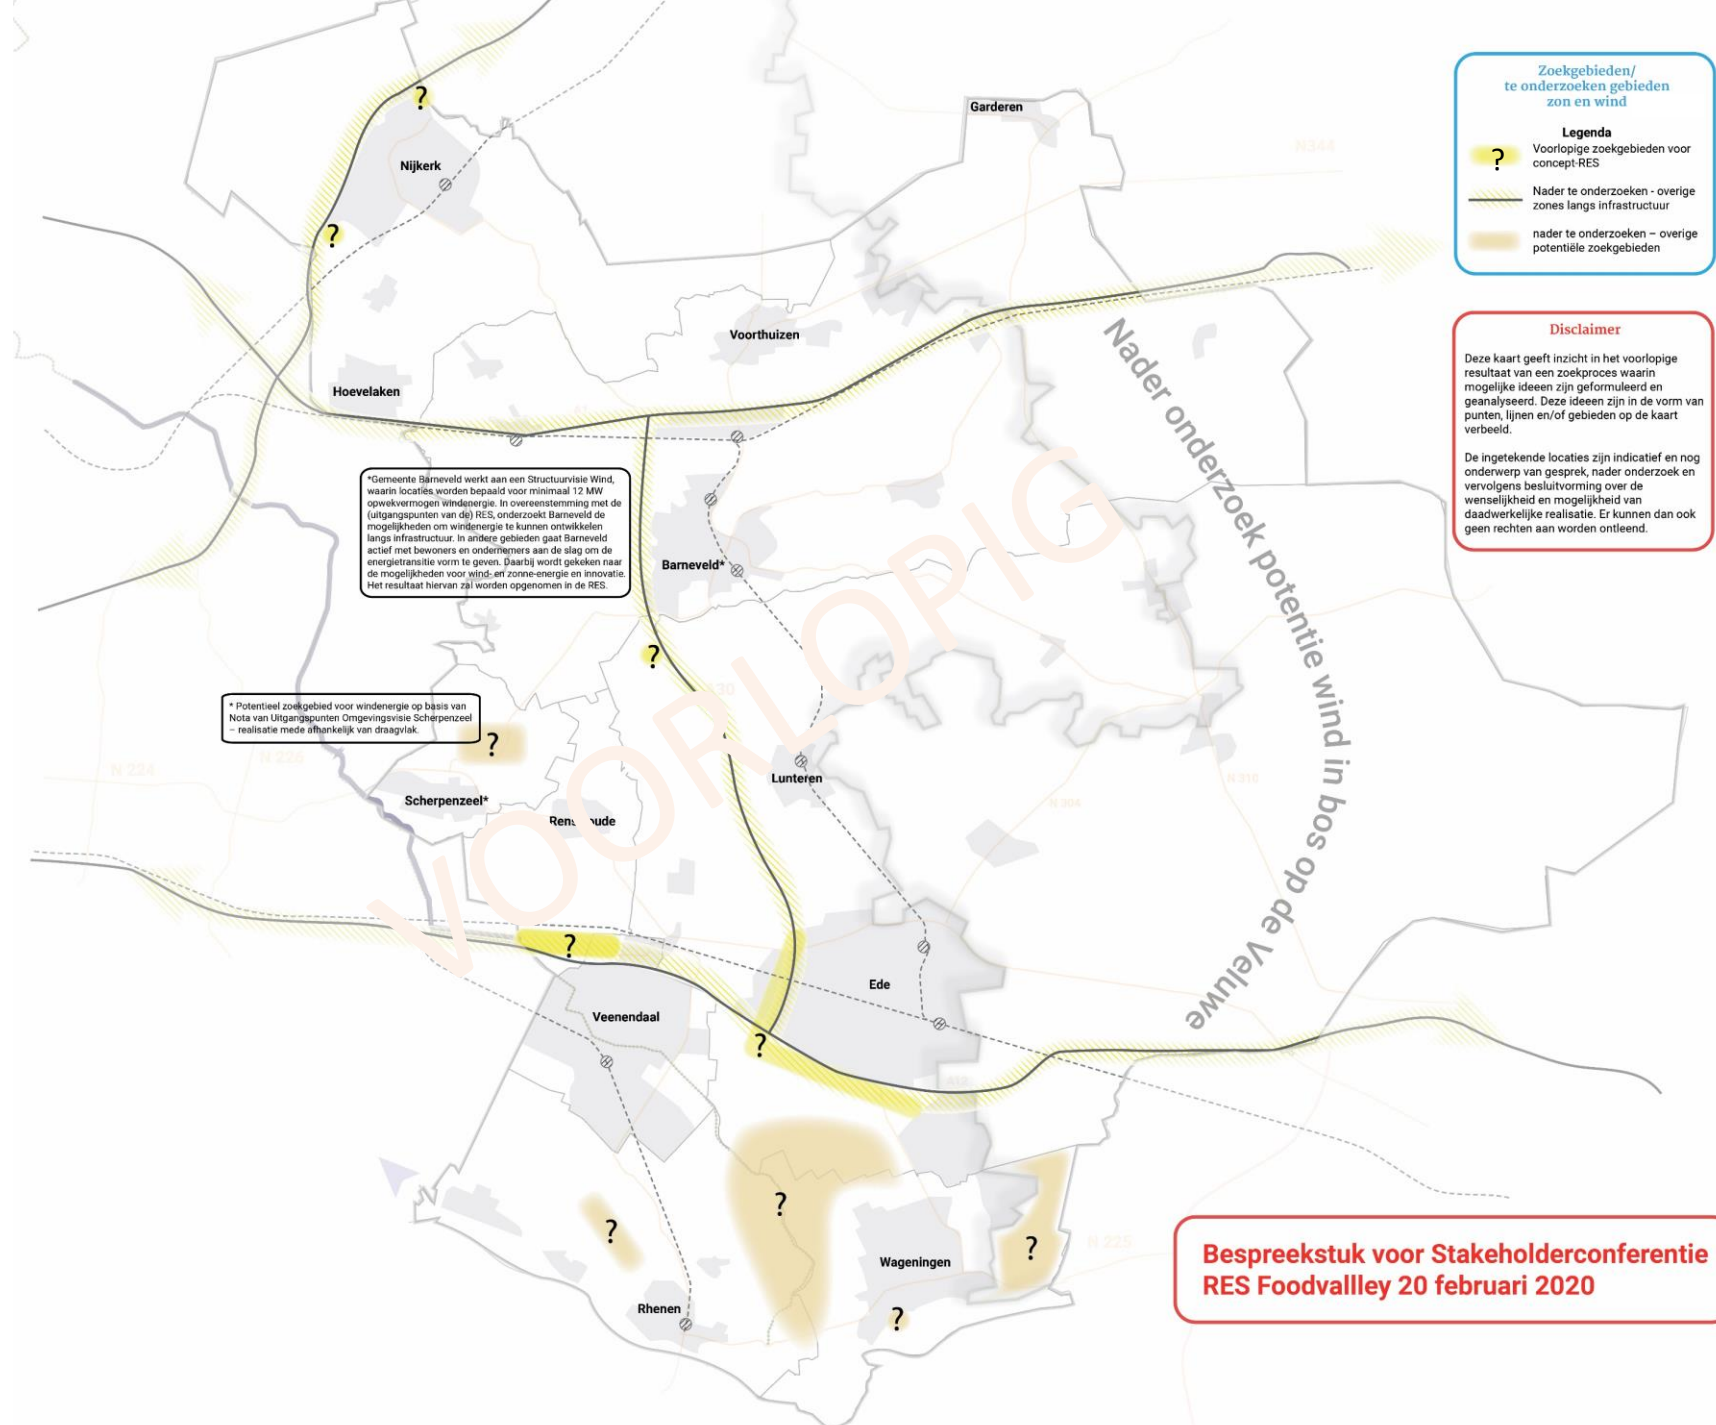 Garderen
N344
Nijkerk
Voorthuizen
Hoevelaken
Zoekgebieden/
te onderzoeken gebieden
zon en wind
Legenda
?
Voorlopige zoekgebieden voor
concept-RES
Nader te onderzoeken - overige
zones langs infrastructuur
nader te onderzoeken – overige
potentiële zoekgebieden
Disclaimer
Deze kaart geeft inzicht in het voorlopige
resultaat van een zoekproces waarin
mogelijke ideeen zijn geformuleerd en
geanalyseerd. Deze ideeen zijn in de vorm van
punten, lijnen en/of gebieden op de kaart
verbeeld.
De ingetekende locaties zijn indicatief en nog
onderwerp van gesprek, nader onderzoek en
vervolgens besluitvorming over de
wenselijkheid en mogelijkheid van
daadwerkelijke realisatie. Er kunnen dan ook
geen rechten aan worden ontleend.
?
?
Nader onderzoek potentie wind in bos op de Veluwe
*Gemeente Barneveld werkt aan een Structuurvisie Wind,
waarin locaties worden bepaald voor minimaal 12 MW
opwekvermogen windenergie. In overeenstemming met de
(uitgangspunten van de) RES, onderzoekt Barneveld de
mogelijkheden om windenergie te kunnen ontwikkelen
langs infrastructuur. In andere gebieden gaat Barneveld
actief met bewoners en ondernemers aan de slag om de
energietransitie vorm te geven. Daarbij wordt gekeken naar
de mogelijkheden voor wind- en zonne-energie en innovatie.
Het resultaat hiervan zal worden opgenomen in de RES.
Barneveld*
VOORLOPIG
?
* Potentieel zoekgebied voor windenergie op basis van
Nota van Uitgangspunten Omgevingsvisie Scherpenzeel
– realisatie mede afhankelijk van draagvlak.
?
N 224
N 226
Lunteren
N 304
N 316
Scherpenzeel*
?
Ede
Veenendaal
?
A12
?
?
?
N 225
Wageningen
Rhenen
?
Bespreekstuk voor Stakeholderconferentie
RES Foodvallley 20 februari 2020